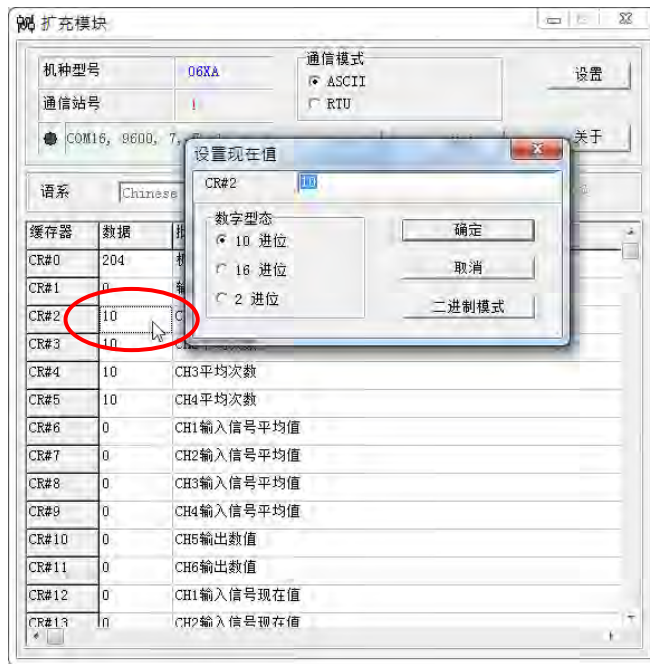 扩充模块
机种型号
06XA
通信模式
ASCII
RTU
设置
通信站号
1
COM16, 9600, 7,
关于
设置现在值
CR#2
10
数字型态
10 进位
16 进位
2 进位
确定
取消
二进制模式
语系
Chinese
缓存器 数据
CR#0 204
CR#1 0
CR#2 10
CR#3 10
CR#4 10 CH3平均次数
CR#5 10 CH4平均次数
CR#6 0 CH1输入信号平均值
CR#7 0 CH2输入信号平均值
CR#8 0 CH3输入信号平均值
CR#9 0 CH4输入信号平均值
CR#10 0 CH5输出数值
CR#11 0 CH6输出数值
CR#12 0 CH1输入信号现在值
CR#13 0 CH2输入信号现在值